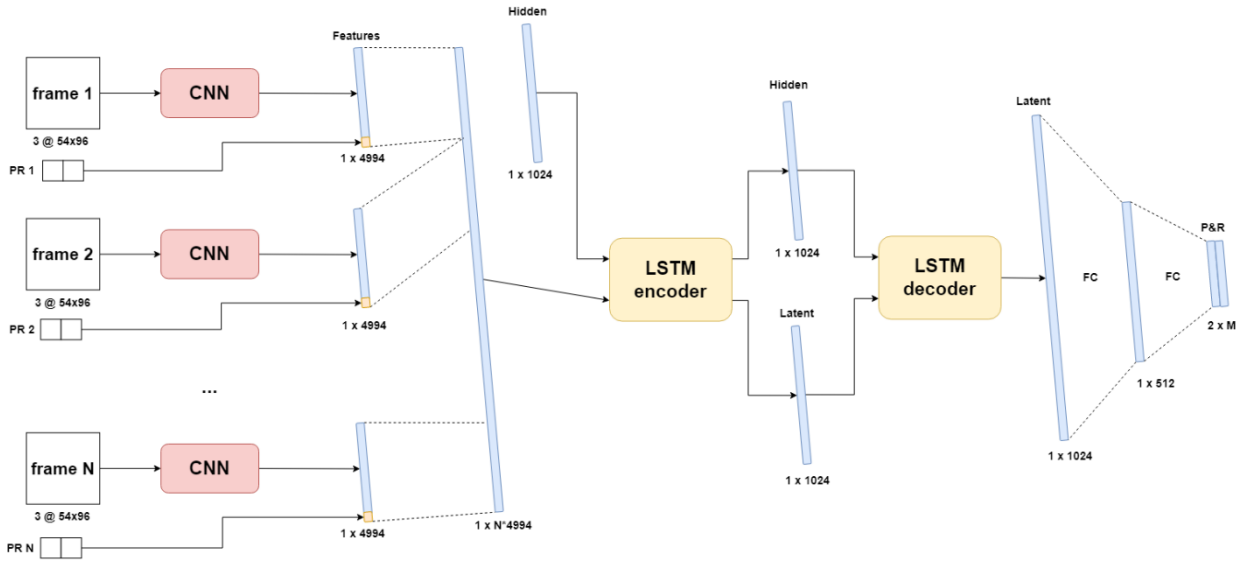 Hidden
Features
frame 1
CNN
3 @ 54x96
PR 1
1 x 4994
1 x 1024
frame 2
CNN
3 @ 54x96
PR 2
1 x 4994
...
frame N
CNN
3 @ 54x96
PR N
1 x 4994
1 x N*4994
LSTM
encoder
Hidden
1 x 1024
Latent
1 x 1024
LSTM
decoder
Latent
1 x 1024
FC
1 x 512
FC
P&R
2 x M